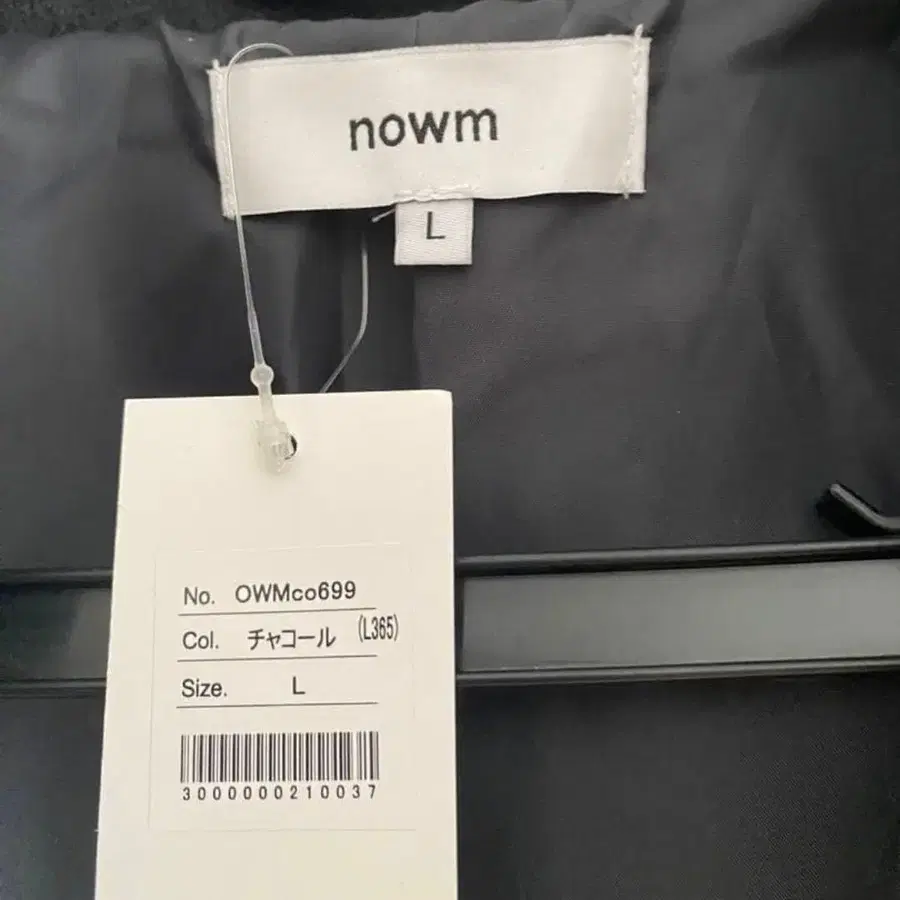 nowm
L
No. OWMco699
Col. チャコール (L365)
Size. L
3000000210037